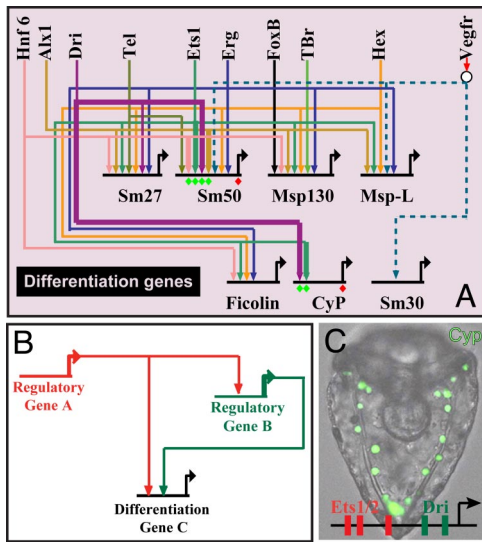 Hnf 6
Alx1
Dri
Tel
Ets1
Erg
FoxB
TBr
Hex
Vegfr
Sm27
Sm50
Msp130
Msp-L
Differentiation genes
Ficolin
CyP
Sm30
A
B
Regulatory
Gene A
Regulatory
Gene B
Differentiation
Gene C
C
Cyp
Ets1/2
Dri